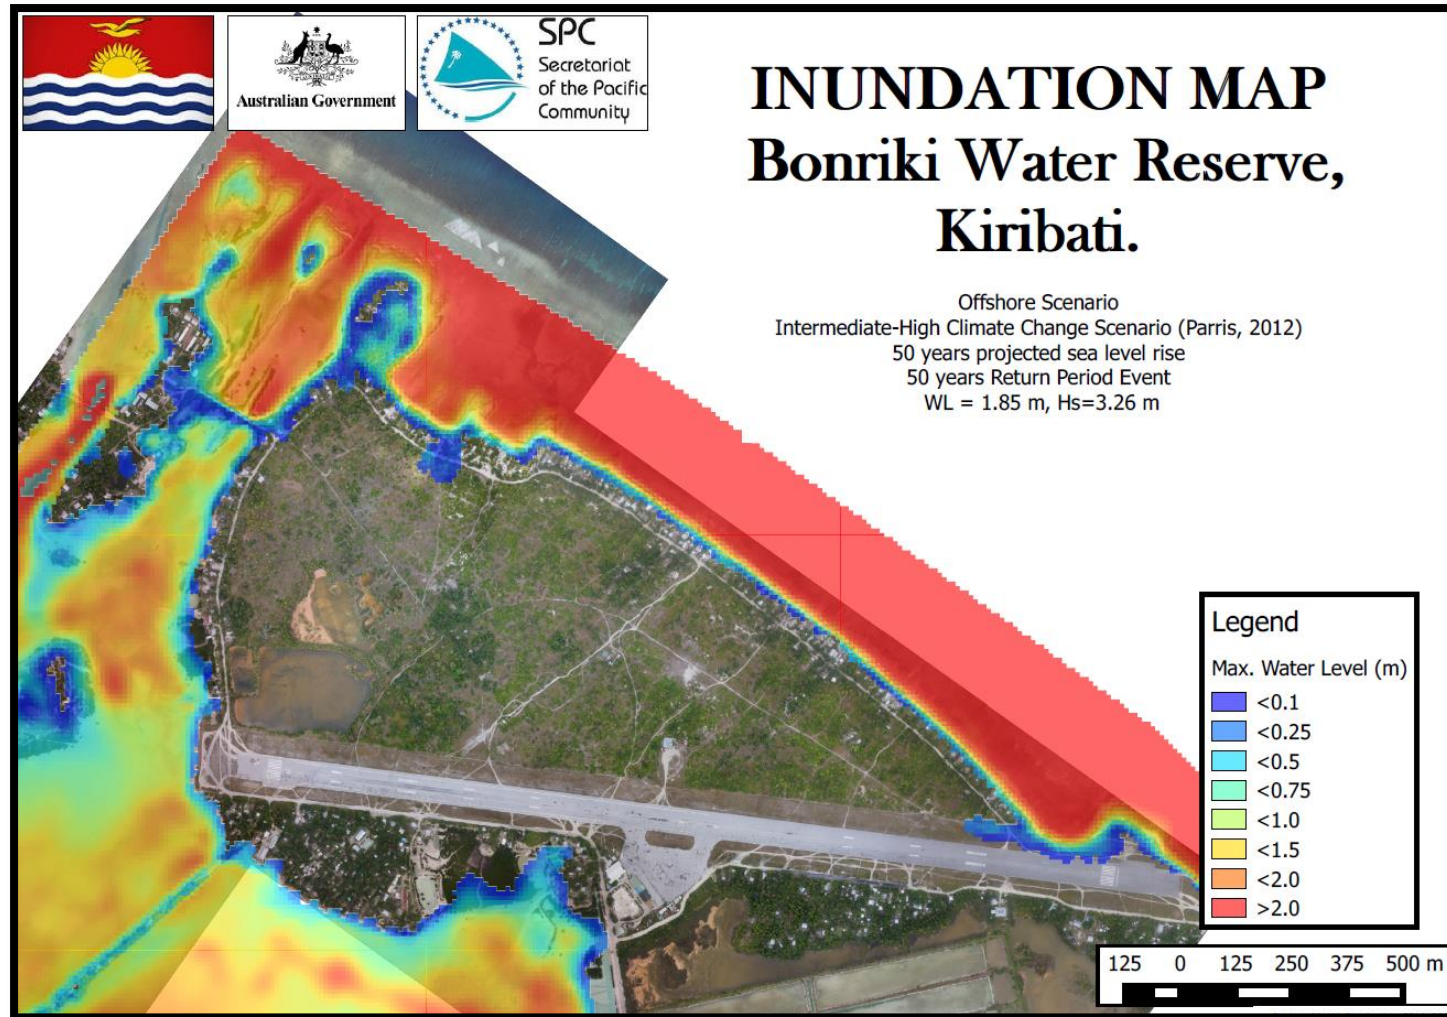 Australian Government
SPC
Secretariat
of the Pacific
Community
INUNDATION MAP
Bonriki Water Reserve,
Kiribati.
Offshore Scenario
Intermediate-High Climate Change Scenario (Parris, 2012)
50 years projected sea level rise
50 years Return Period Event
WL = 1.85 m, Hs=3.26 m
Legend
Max. Water Level (m)
<0.1
<0.25
<0.5
<0.75
<1.0
<1.5
<2.0
>2.0
125 0 125 250 375 500 m